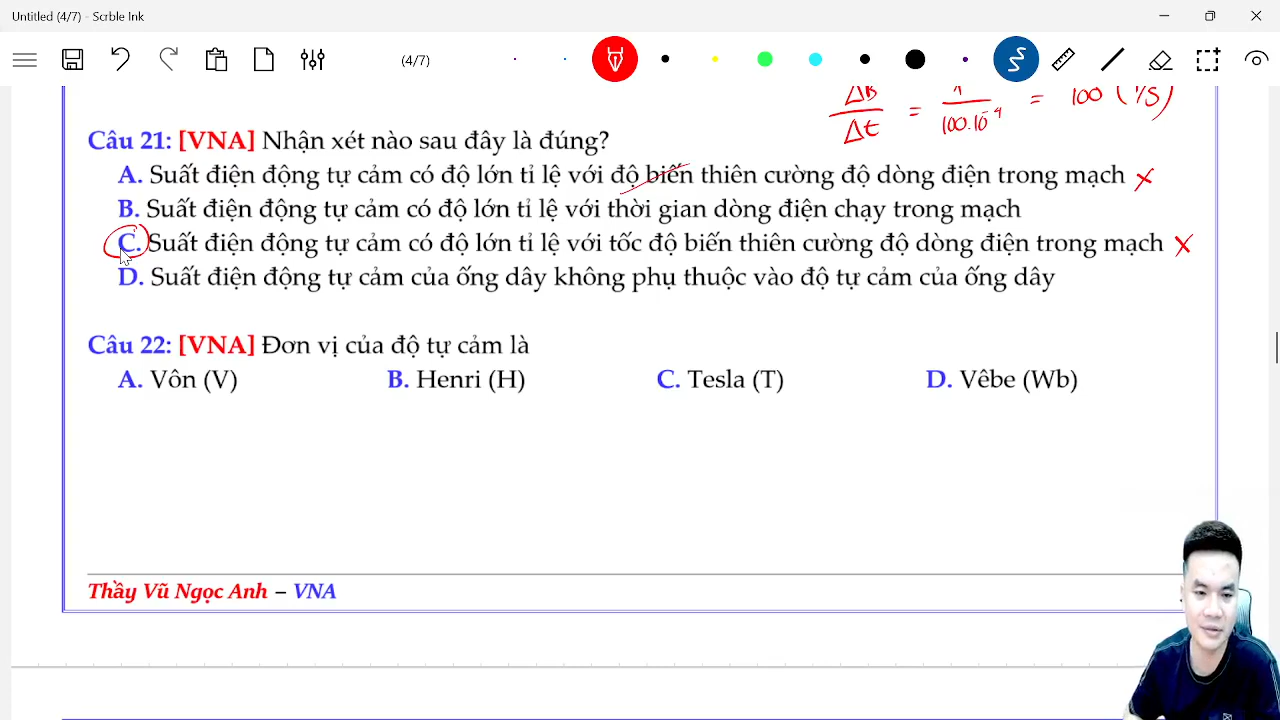 Untitled (4/7) - Scrble Ink
(4/7)
ΔB/Δt = /100.10⁻⁴ = 100 (T/s)
Câu 21: [VNA] Nhận xét nào sau đây là đúng?
A. Suất điện động tự cảm có độ lớn tỉ lệ với độ biến thiên cường độ dòng điện trong mạch X
B. Suất điện động tự cảm có độ lớn tỉ lệ với thời gian dòng điện chạy trong mạch
C. Suất điện động tự cảm có độ lớn tỉ lệ với tốc độ biến thiên cường độ dòng điện trong mạch X
D. Suất điện động tự cảm của ống dây không phụ thuộc vào độ tự cảm của ống dây
Câu 22: [VNA] Đơn vị của độ tự cảm là
A. Vôn (V) B. Henri (H) C. Tesla (T) D. Vêbe (Wb)
Thầy Vũ Ngọc Anh – VNA